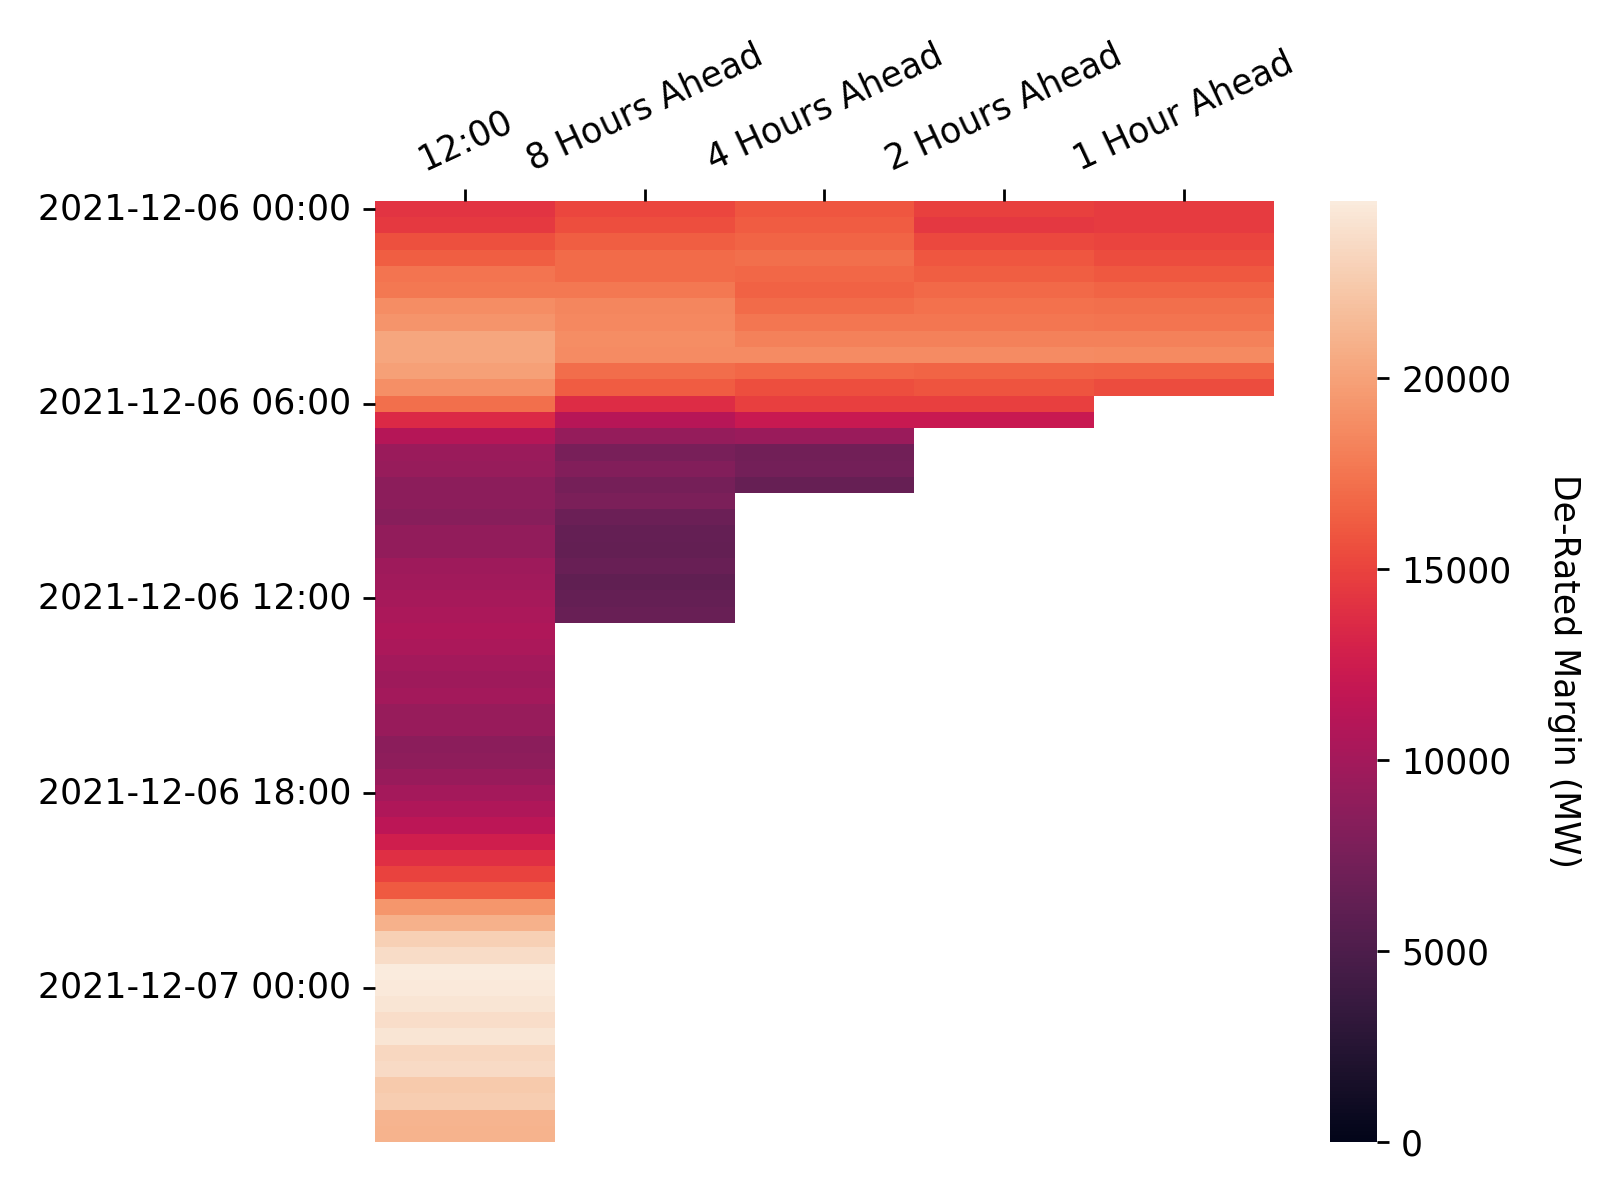 12:00
8 Hours Ahead
4 Hours Ahead
2 Hours Ahead
1 Hour Ahead
2021-12-06 00:00
2021-12-06 06:00
2021-12-06 12:00
2021-12-06 18:00
2021-12-07 00:00
20000
15000
10000
5000
0
De-Rated Margin (MW)